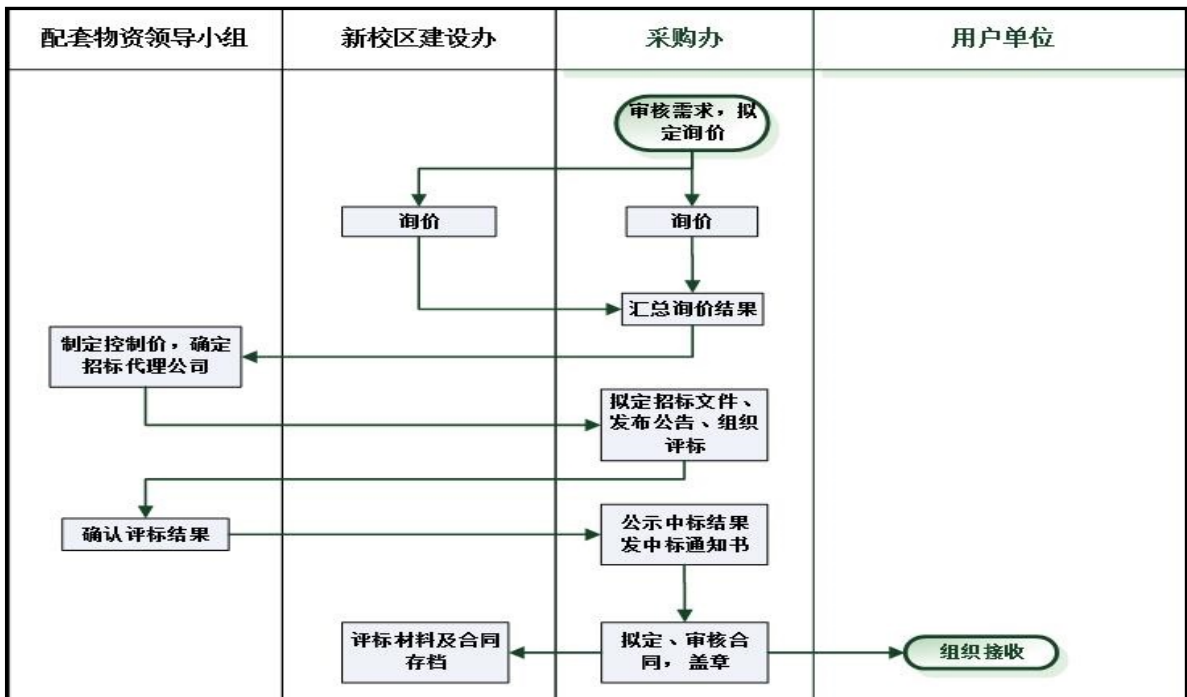 配套物资领导小组
新校区建设办
采购办
用户单位
审核需求，拟
定询价
询价
询价
汇总询价结果
制定控制价，确定
招标代理公司
拟定招标文件、
发布公告、组织
评标
确认评标结果
公示中标结果
发中标通知书
评标材料及合同
存档
拟定、审核合
同，盖章
组织接收